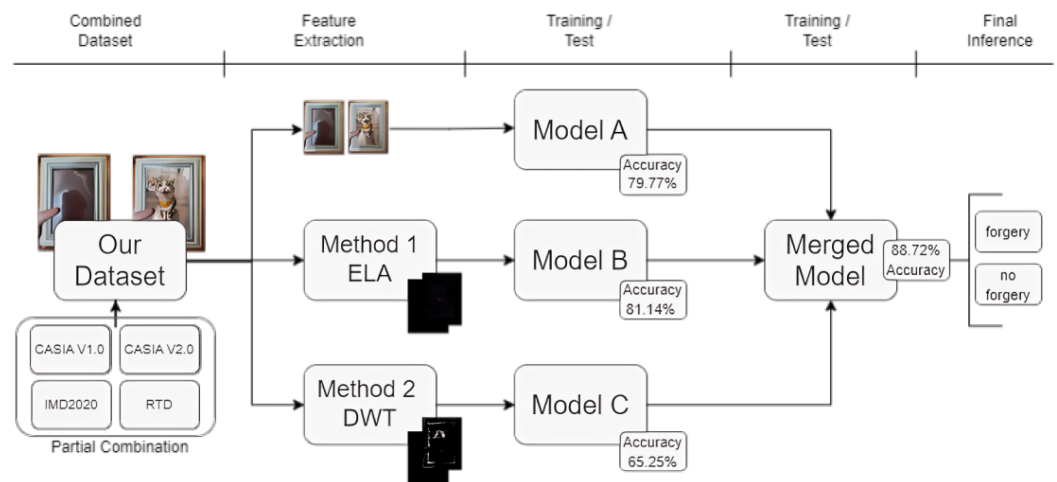 Combined
Dataset
Feature
Extraction
Training /
Test
Training /
Test
Final
Inference
Model A
Accuracy
79.77%
Our
Dataset
Method 1
ELA
Model B
Accuracy
81.14%
Merged
Model
88.72%
Accuracy
forgery
no
forgery
CASIA V1.0
CASIA V2.0
IMD2020
RTD
Partial Combination
Method 2
DWT
Model C
Accuracy
65.25%